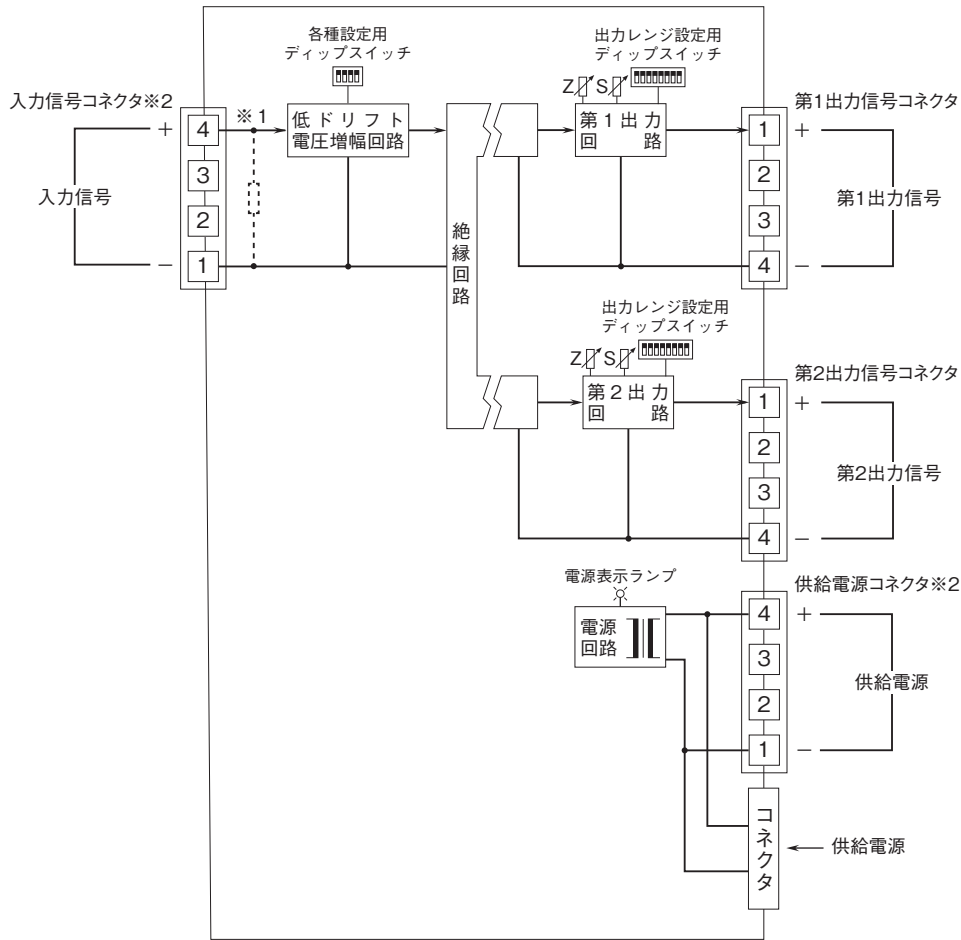 各種設定用
ディップスイッチ
出力レンジ設定用
ディップスイッチ
Z S
入力信号コネクタ※2
+ 4 ※1
3
2
− 1
入力信号
低ドリフト
電圧増幅回路
絶縁回路
第1出力
回路
第1出力信号コネクタ
1 +
2
3
4 −
第1出力信号
出力レンジ設定用
ディップスイッチ
Z S
第2出力
回路
第2出力信号コネクタ
1 +
2
3
4 −
第2出力信号
電源表示ランプ
電源
回路
供給電源コネクタ※2
4 +
3
2
1 −
供給電源
コネクタ
供給電源